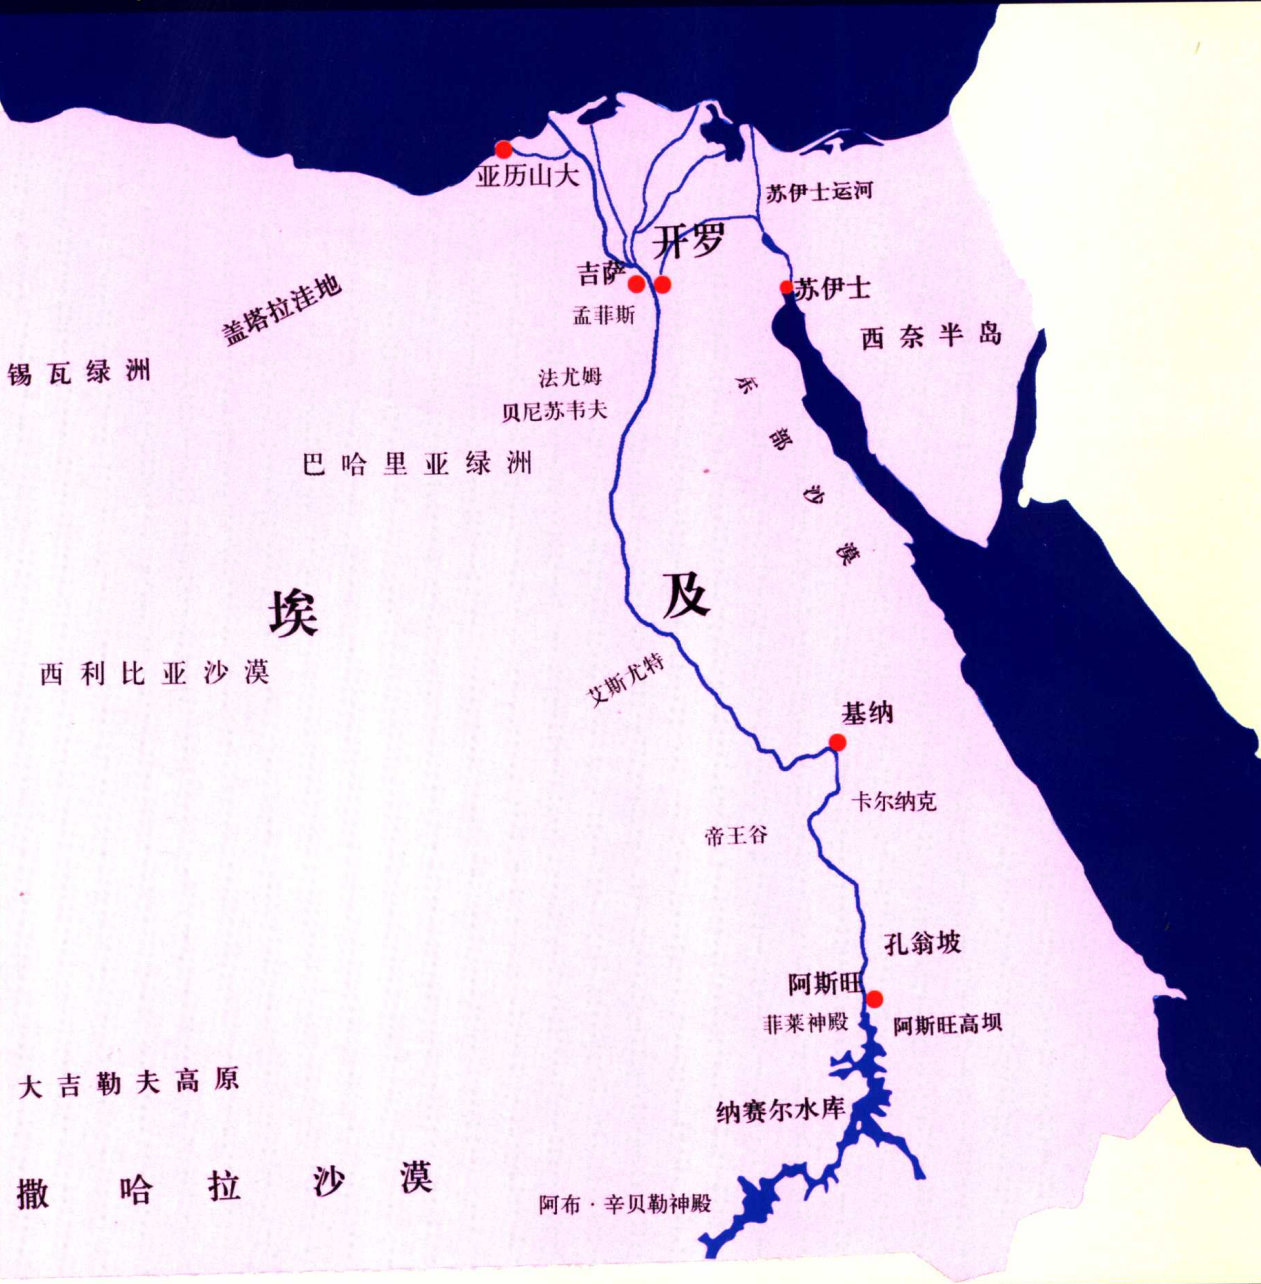 亚历山大
苏伊士运河
开罗
吉萨
苏伊士
盖塔拉洼地
孟菲斯
西奈半岛
锡瓦绿洲
法尤姆
贝尼苏韦夫
东部沙漠
巴哈里亚绿洲
埃及
西利比亚沙漠
艾斯尤特
基纳
卡尔纳克
帝王谷
孔翁坡
阿斯旺
菲莱神殿
阿斯旺高坝
大吉勒夫高原
纳赛尔水库
撒哈拉沙漠
阿布·辛贝勒神殿